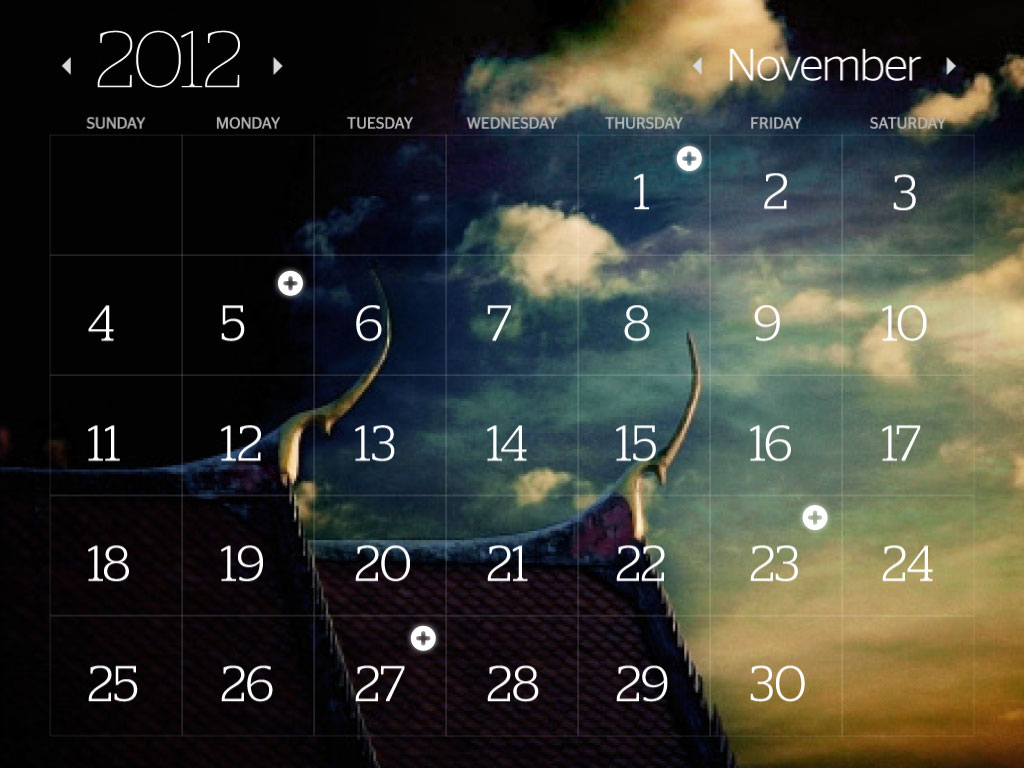 2012 November
SUNDAY MONDAY TUESDAY WEDNESDAY THURSDAY FRIDAY SATURDAY
1 2 3
4 5 6 7 8 9 10
11 12 13 14 15 16 17
18 19 20 21 22 23 24
25 26 27 28 29 30